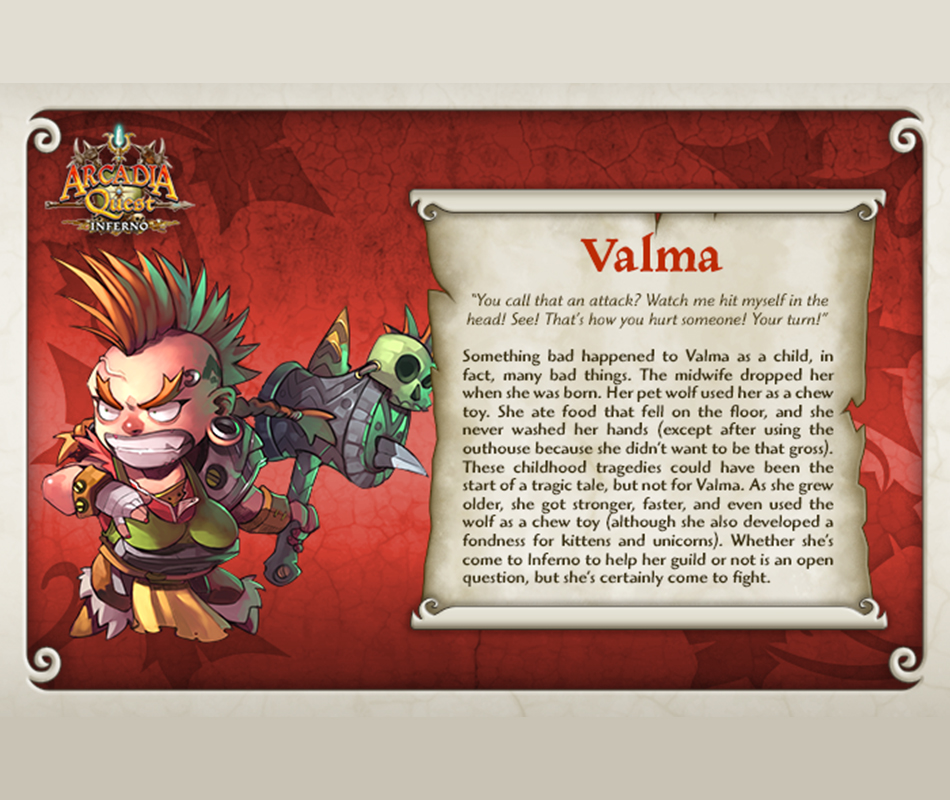 ARCADIA
Quest
INFERNO
Valma
"You call that an attack? Watch me hit myself in the
head! See! That's how you hurt someone! Your turn!"
Something bad happened to Valma as a child, in
fact, many bad things. The midwife dropped her
when she was born. Her pet wolf used her as a chew
toy. She ate food that fell on the floor, and she
never washed her hands (except after using the
outhouse because she didn't want to be that gross).
These childhood tragedies could have been the
start of a tragic tale, but not for Valma. As she grew
older, she got stronger, faster, and even used the
wolf as a chew toy (although she also developed a
fondness for kittens and unicorns). Whether she's
come to Inferno to help her guild or not is an open
question, but she's certainly come to fight.